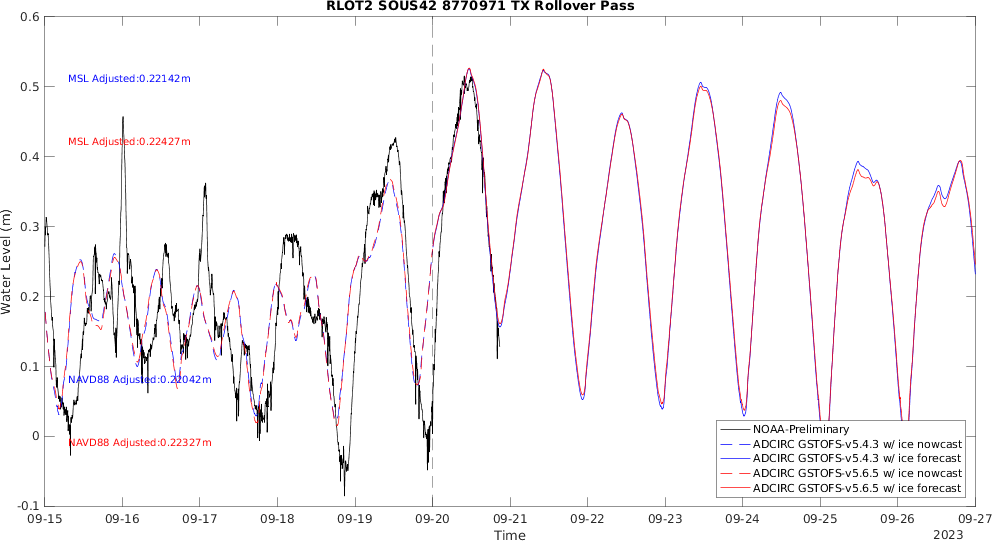 RLOT2 SOUS42 8770971 TX Rollover Pass
0.6
0.5
0.4
0.3
0.2
0.1
0
-0.1
Water Level (m)
MSL Adjusted:0.22142m
MSL Adjusted:0.22427m
NAVD88 Adjusted:0.22042m
NAVD88 Adjusted:0.22327m
NOAA-Preliminary
ADCIRC GSTOFS-v5.4.3 w/ ice nowcast
ADCIRC GSTOFS-v5.4.3 w/ ice forecast
ADCIRC GSTOFS-v5.6.5 w/ ice nowcast
ADCIRC GSTOFS-v5.6.5 w/ ice forecast
09-15 09-16 09-17 09-18 09-19 09-20 09-21 09-22 09-23 09-24 09-25 09-26 09-27
Time
2023